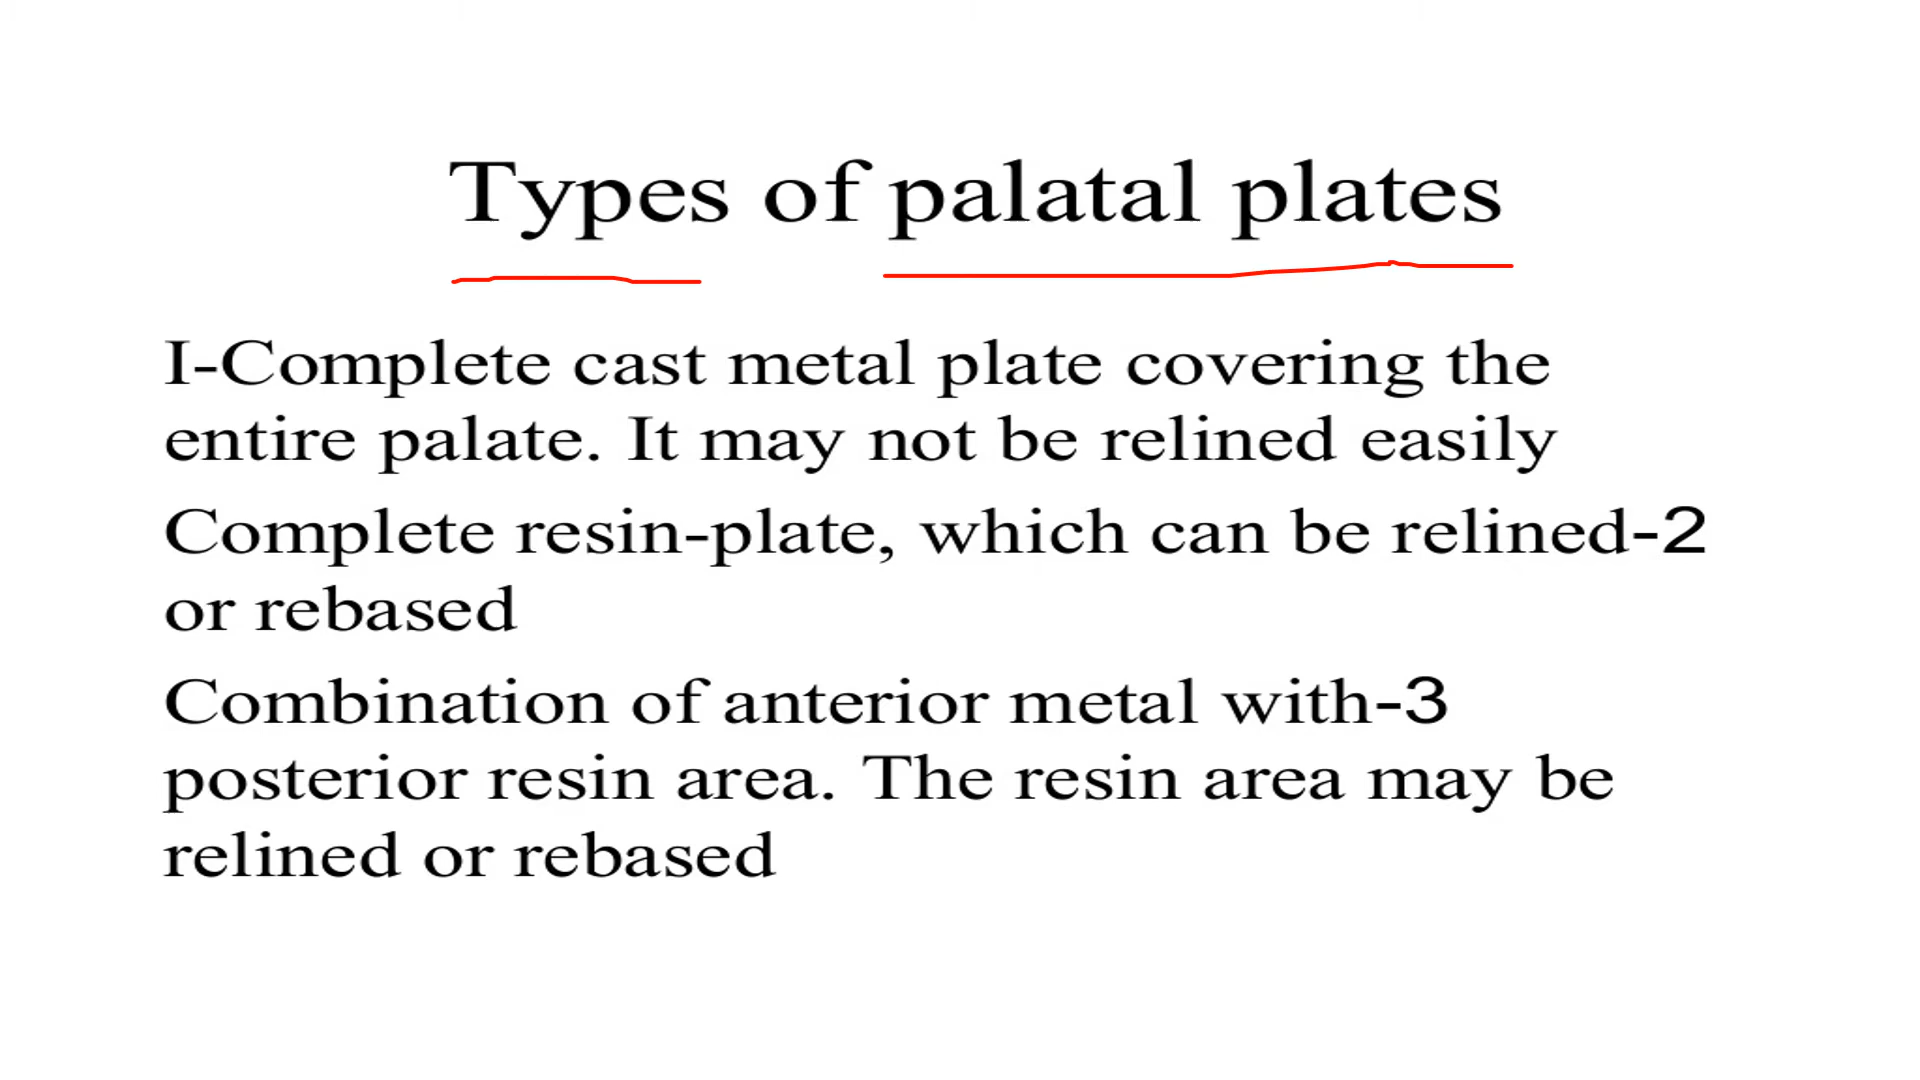 Types of palatal plates
I-Complete cast metal plate covering the
entire palate. It may not be relined easily
Complete resin-plate, which can be relined-2
or rebased
Combination of anterior metal with-3
posterior resin area. The resin area may be
relined or rebased